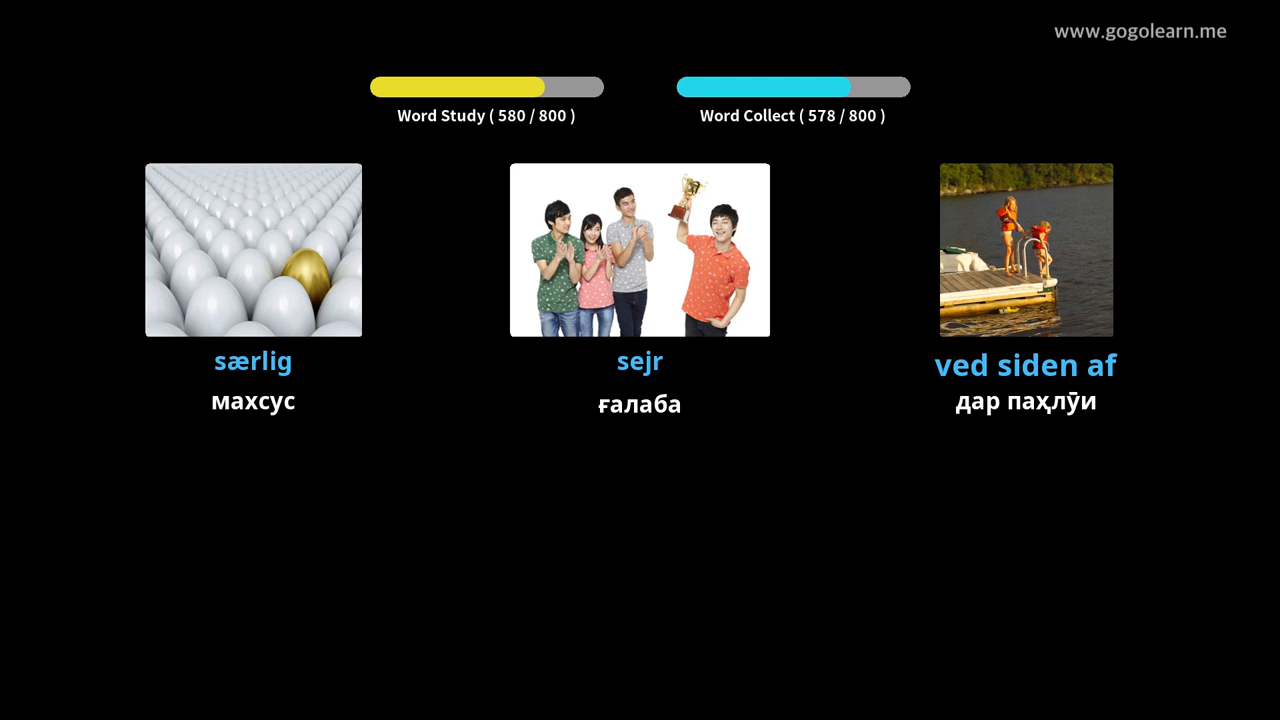 www.gogolearn.me
Word Study ( 580 / 800 )
Word Collect ( 578 / 800 )
særlig
махсус
sejr
ғалаба
ved siden af
дар паҳлӯи